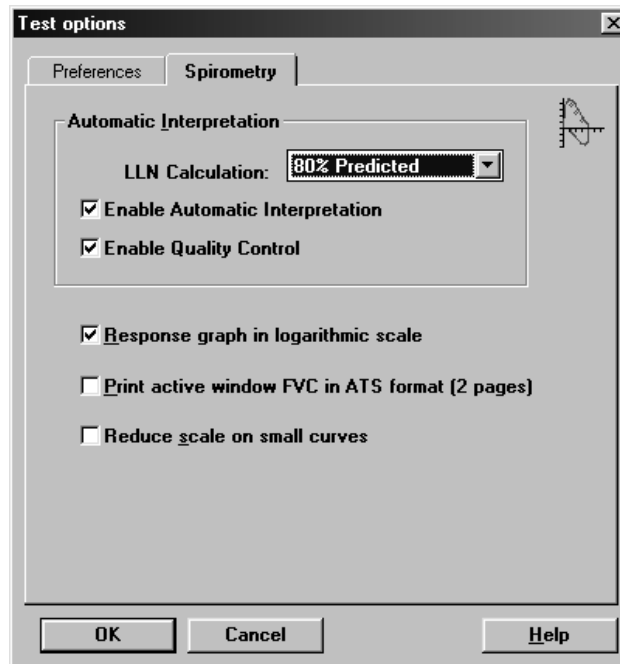 Test options
Preferences
Spirometry
Automatic Interpretation
LLN Calculation: 80% Predicted
Enable Automatic Interpretation
Enable Quality Control
Response graph in logarithmic scale
Print active window FVC in ATS format (2 pages)
Reduce scale on small curves
OK
Cancel
Help